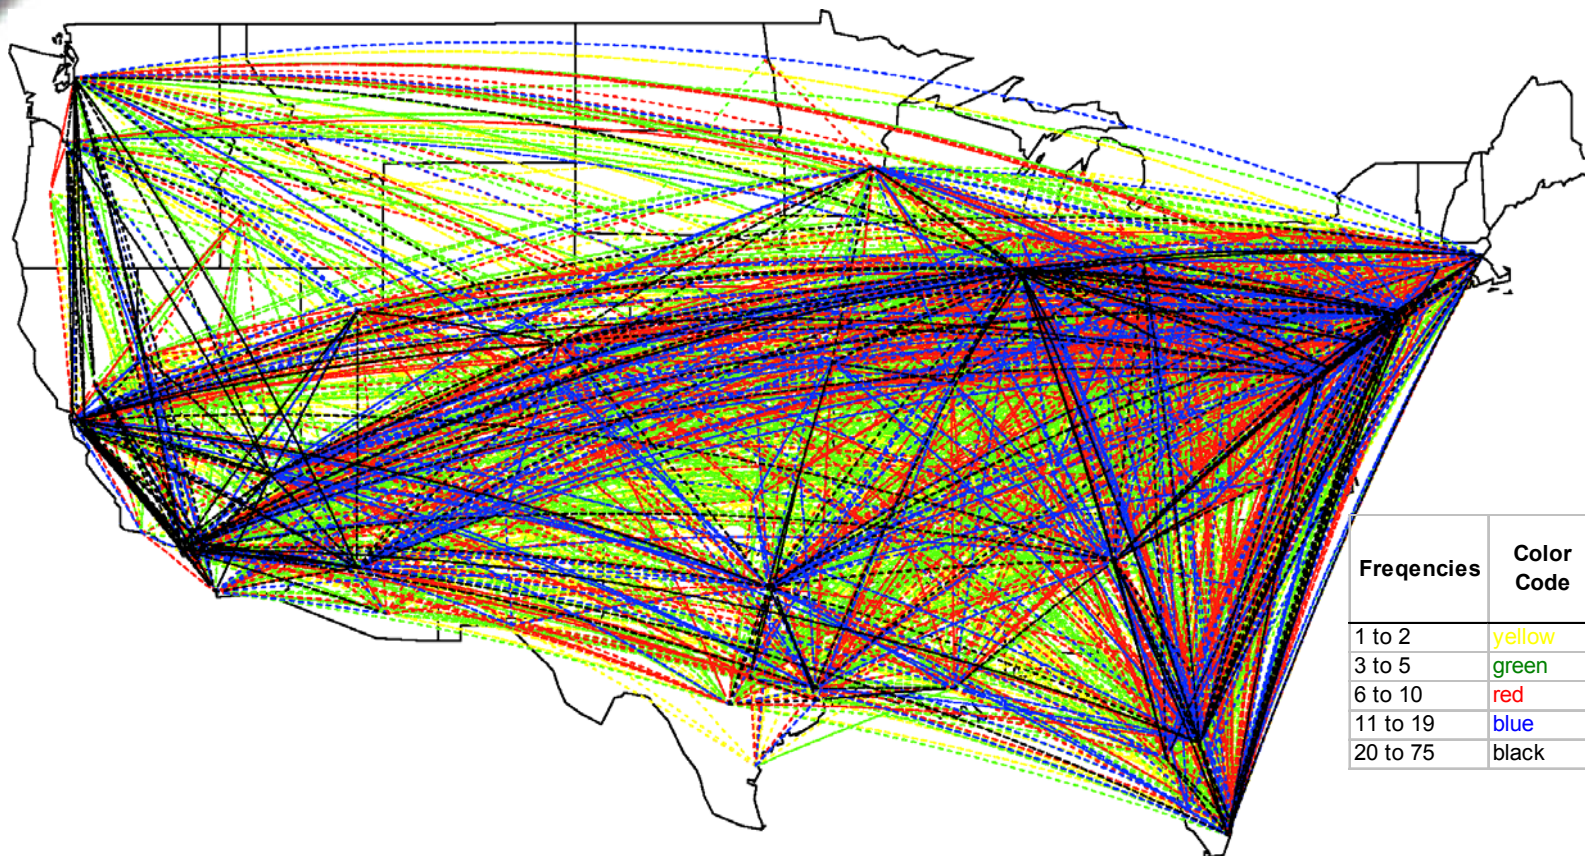 Freqencies Color
Code
1 to 2 yellow
3 to 5 green
6 to 10 red
11 to 19 blue
20 to 75 black